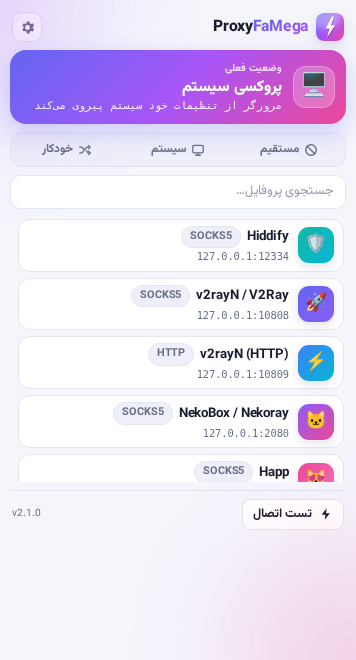 ProxyFaMega
وضعیت فعلی
پروکسی سیستم
مرورگر از تنظیمات خود سیستم پیروی می‌کند
مستقیم
سیستم
خودکار
جستجوی پروفایل...
Hiddify SOCKS5
127.0.0.1:12334
v2rayN / V2Ray SOCKS5
127.0.0.1:10808
v2rayN (HTTP) HTTP
127.0.0.1:10809
NekoBox / Nekoray SOCKS5
127.0.0.1:2080
Happ SOCKS5
تست اتصال
v2.1.0